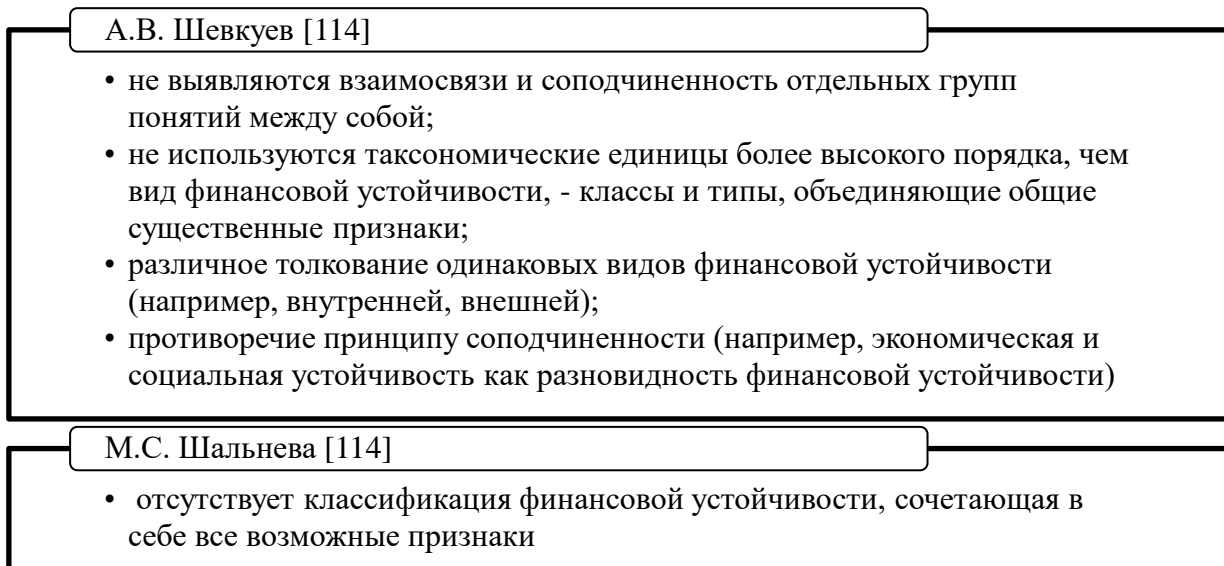 А.В. Шевкуев [114]
• не выявляются взаимосвязи и соподчиненность отдельных групп
понятий между собой;
• не используются таксономические единицы более высокого порядка, чем
вид финансовой устойчивости, - классы и типы, объединяющие общие
существенные признаки;
• различное толкование одинаковых видов финансовой устойчивости
(например, внутренней, внешней);
• противоречие принципу соподчиненности (например, экономическая и
социальная устойчивость как разновидность финансовой устойчивости)
М.С. Шальнева [114]
• отсутствует классификация финансовой устойчивости, сочетающая в
себе все возможные признаки